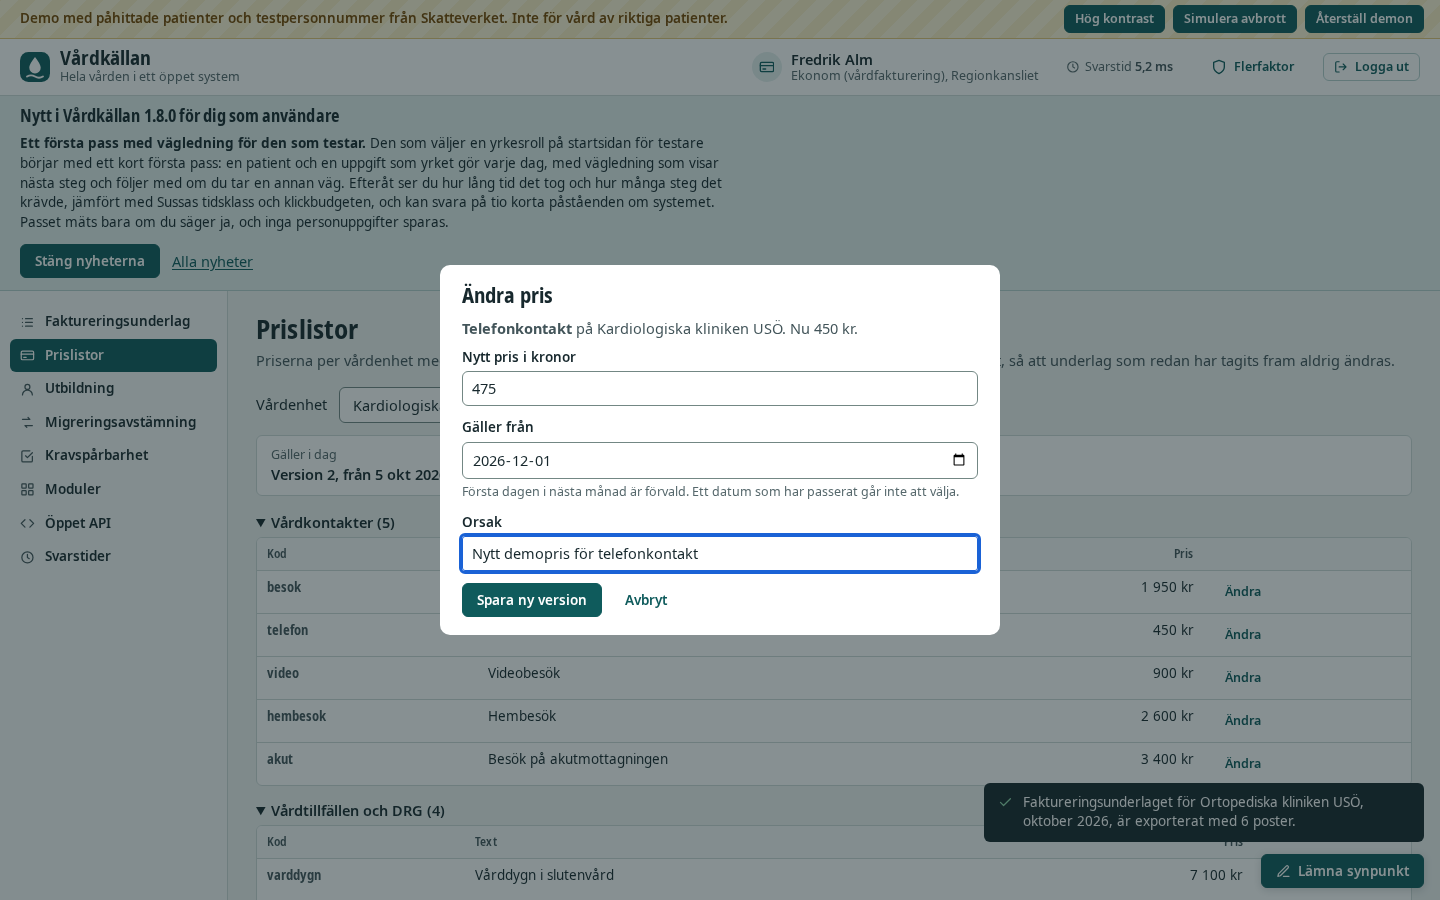 Demo med påhittade patienter och testpersonnummer från Skatteverket. Inte för vård av riktiga patienter.
Hög kontrast
Simulera avbrott
Återställ demon
Vårdkällan
Hela vården i ett öppet system
Fredrik Alm
Ekonom (vårdfakturering), Regionkansliet
Svarstid 5,2 ms
Flerfaktor
Logga ut
Nytt i Vårdkällan 1.8.0 för dig som användare
Ett första pass med vägledning för den som testar. Den som väljer en yrkesroll på startsidan för testare
börjar med ett kort första pass: en patient och en uppgift som yrket gör varje dag, med vägledning som visar
nästa steg och följer med om du tar en annan väg. Efteråt ser du hur lång tid det tog och hur många steg det
krävde, jämfört med Sussas tidsklass och klickbudgeten, och kan svara på tio korta påståenden om systemet.
Passet mäts bara om du säger ja, och inga personuppgifter sparas.
Stäng nyheterna
Alla nyheter
Faktureringsunderlag
Prislistor
Utbildning
Migreringsavstämning
Kravspårbarhet
Moduler
Öppet API
Svarstider
Prislistor
Priserna per vårdenhet
, så att underlag som redan har tagits fram aldrig ändras.
Vårdenhet
Gäller i dag
Version 2, från 5 okt
Vårdkontakter (5)
Kod
Pris
besok
1 950 kr
Ändra
telefon
450 kr
Ändra
video
Videobesök
900 kr
Ändra
hembesok
Hembesök
2 600 kr
Ändra
akut
Besök på akutmottagningen
3 400 kr
Ändra
Vårdtillfällen och DRG (4)
Kod
Text
Pris
varddygn
Vårddygn i slutenvård
7 100 kr
Ändra pris
Telefonkontakt på Kardiologiska kliniken USÖ. Nu 450 kr.
Nytt pris i kronor
475
Gäller från
2026-12-01
Första dagen i nästa månad är förvald. Ett datum som har passerat går inte att välja.
Orsak
Nytt demopris för telefonkontakt
Spara ny version
Avbryt
Faktureringsunderlaget för Ortopediska kliniken USÖ,
oktober 2026, är exporterat med 6 poster.
Lämna synpunkt